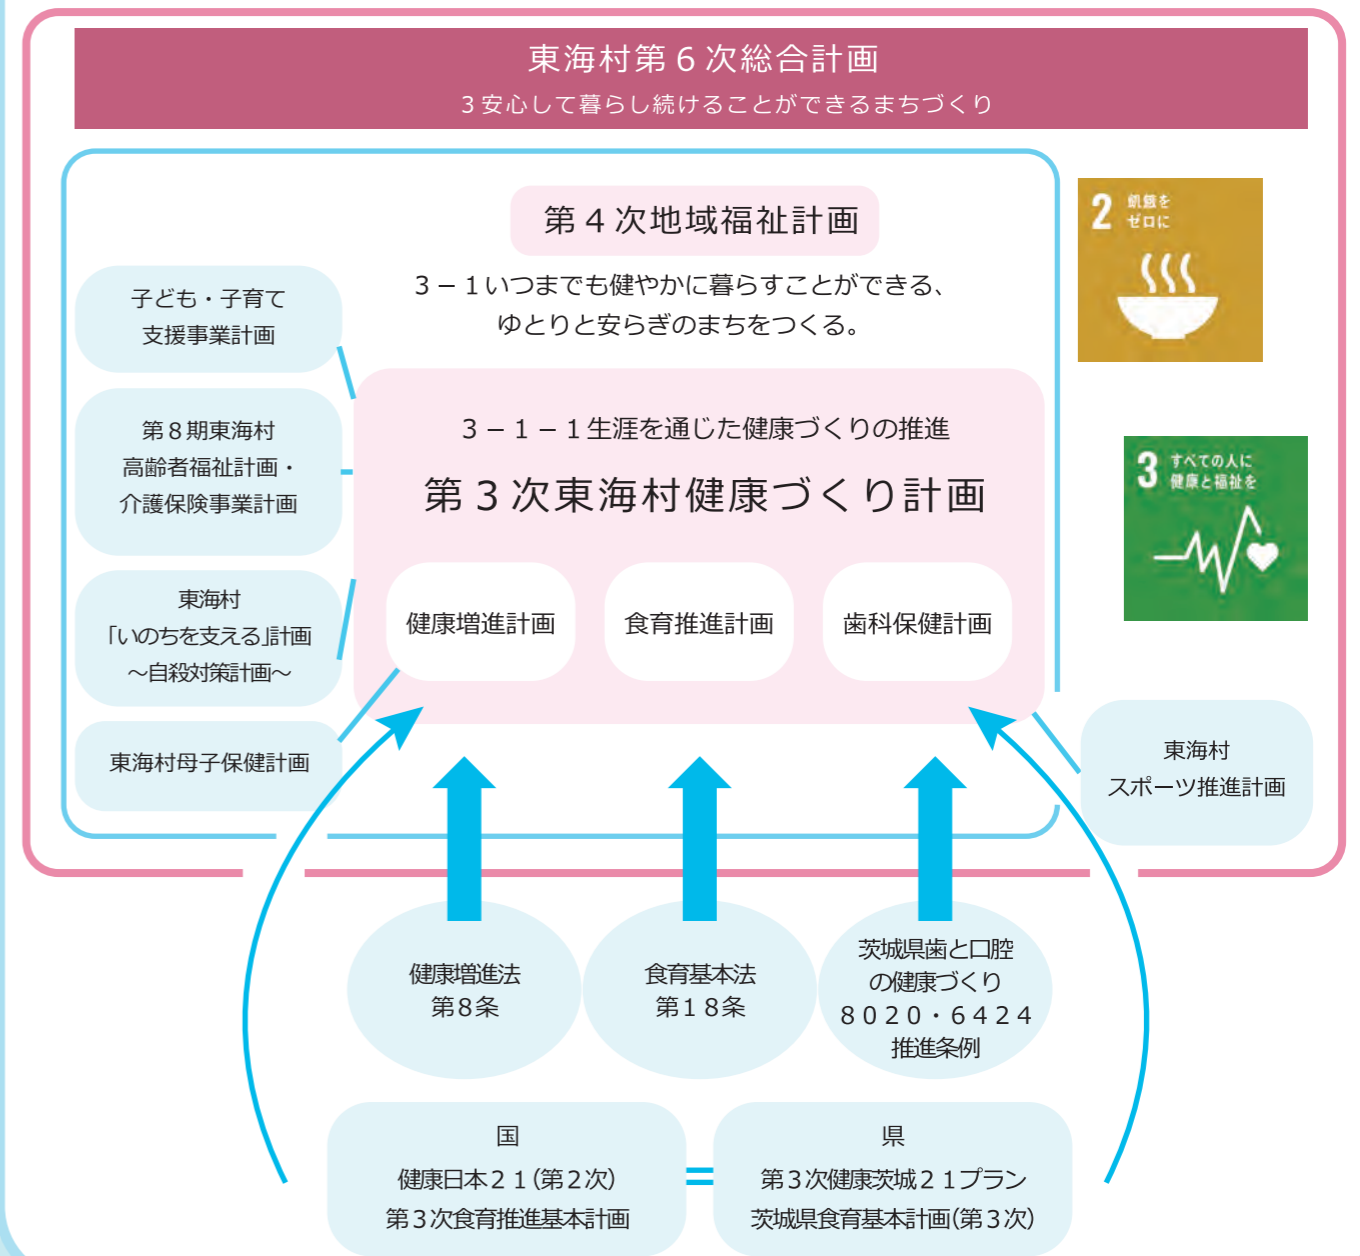 東海村第６次総合計画
３安心して暮らし続けることができるまちづくり
第４次地域福祉計画
３－１いつまでも健やかに暮らすことができる、
ゆとりと安らぎのまちをつくる。
2 飢餓を
ゼロに
子ども・子育て
支援事業計画
第８期東海村
高齢者福祉計画・
介護保険事業計画
東海村
「いのちを支える」計画
～自殺対策計画～
東海村母子保健計画
３－１－１生涯を通じた健康づくりの推進
第３次東海村健康づくり計画
健康増進計画
食育推進計画
歯科保健計画
3 すべての人に
健康と福祉を
東海村
スポーツ推進計画
健康増進法
第８条
食育基本法
第１８条
茨城県歯と口腔
の健康づくり
８０２０・６４２４
推進条例
国
健康日本２１(第２次)
第３次食育推進基本計画
=
県
第３次健康茨城２１プラン
茨城県食育基本計画(第３次)